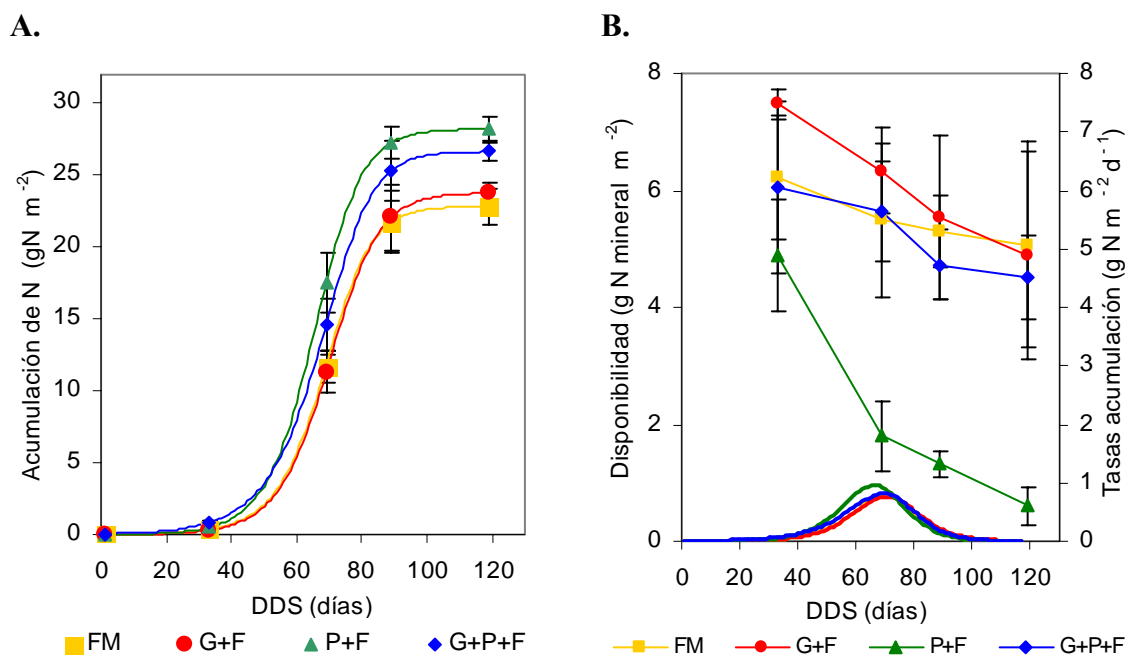 A.
Acumulación de N (gN m -2)
30
25
20
15
10
5
0
0 20 40 60 80 100 120
DDS (días)
FM G+F P+F G+P+F
B.
Disponibilidad (g N mineral m -2)
8
6
4
2
0
8
7
6
5
4
3
2
1
0
Tasas acumulación (g N m -2 d -1)
0 20 40 60 80 100 120
DDS (días)
FM G+F P+F G+P+F